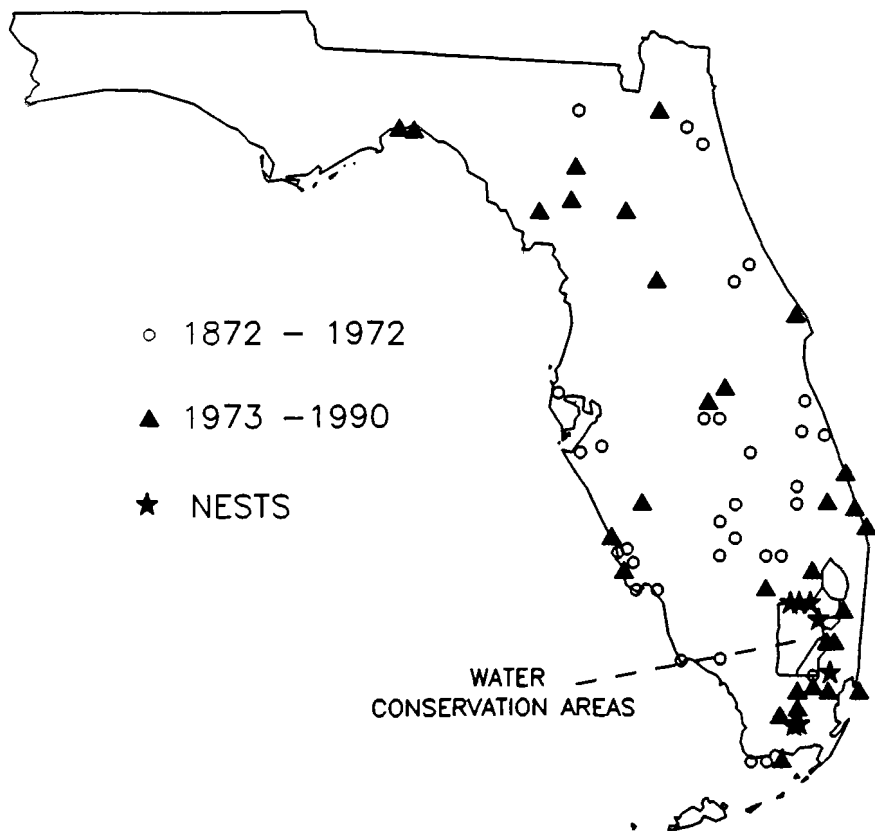 1872 – 1972
1973 –1990
NESTS
WATER
CONSERVATION AREAS